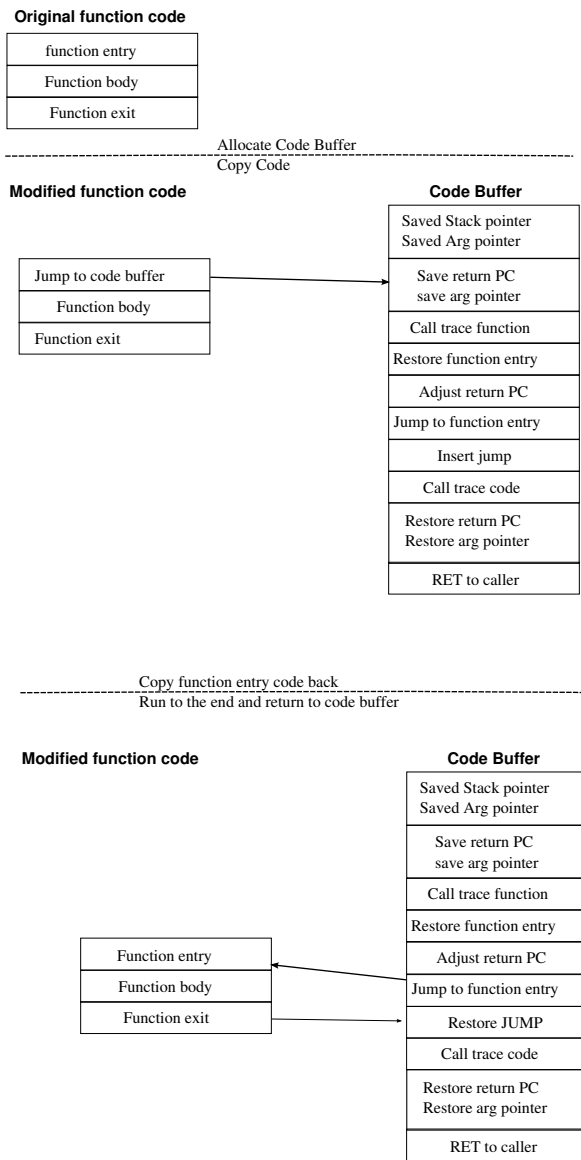 Original function code
function entry
Function body
Function exit
Allocate Code Buffer
Copy Code
Modified function code
Code Buffer
Saved Stack pointer
Saved Arg pointer
Jump to code buffer
Function body
Function exit
Save return PC
save arg pointer
Call trace function
Restore function entry
Adjust return PC
Jump to function entry
Insert jump
Call trace code
Restore return PC
Restore arg pointer
RET to caller
Copy function entry code back
Run to the end and return to code buffer
Modified function code
Code Buffer
Saved Stack pointer
Saved Arg pointer
Save return PC
save arg pointer
Call trace function
Restore function entry
Function entry
Function body
Function exit
Adjust return PC
Jump to function entry
Restore JUMP
Call trace code
Restore return PC
Restore arg pointer
RET to caller